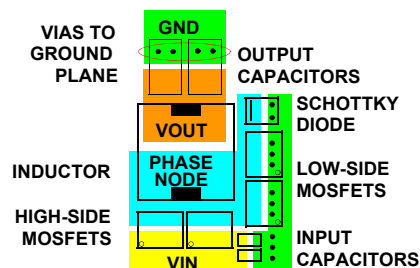 VIAS TO
GROUND
PLANE
GND
OUTPUT
CAPACITORS
VOUT
SCHOTTKY
DIODE
INDUCTOR
PHASE
NODE
LOW-SIDE
MOSFETS
HIGH-SIDE
MOSFETS
VIN
INPUT
CAPACITORS